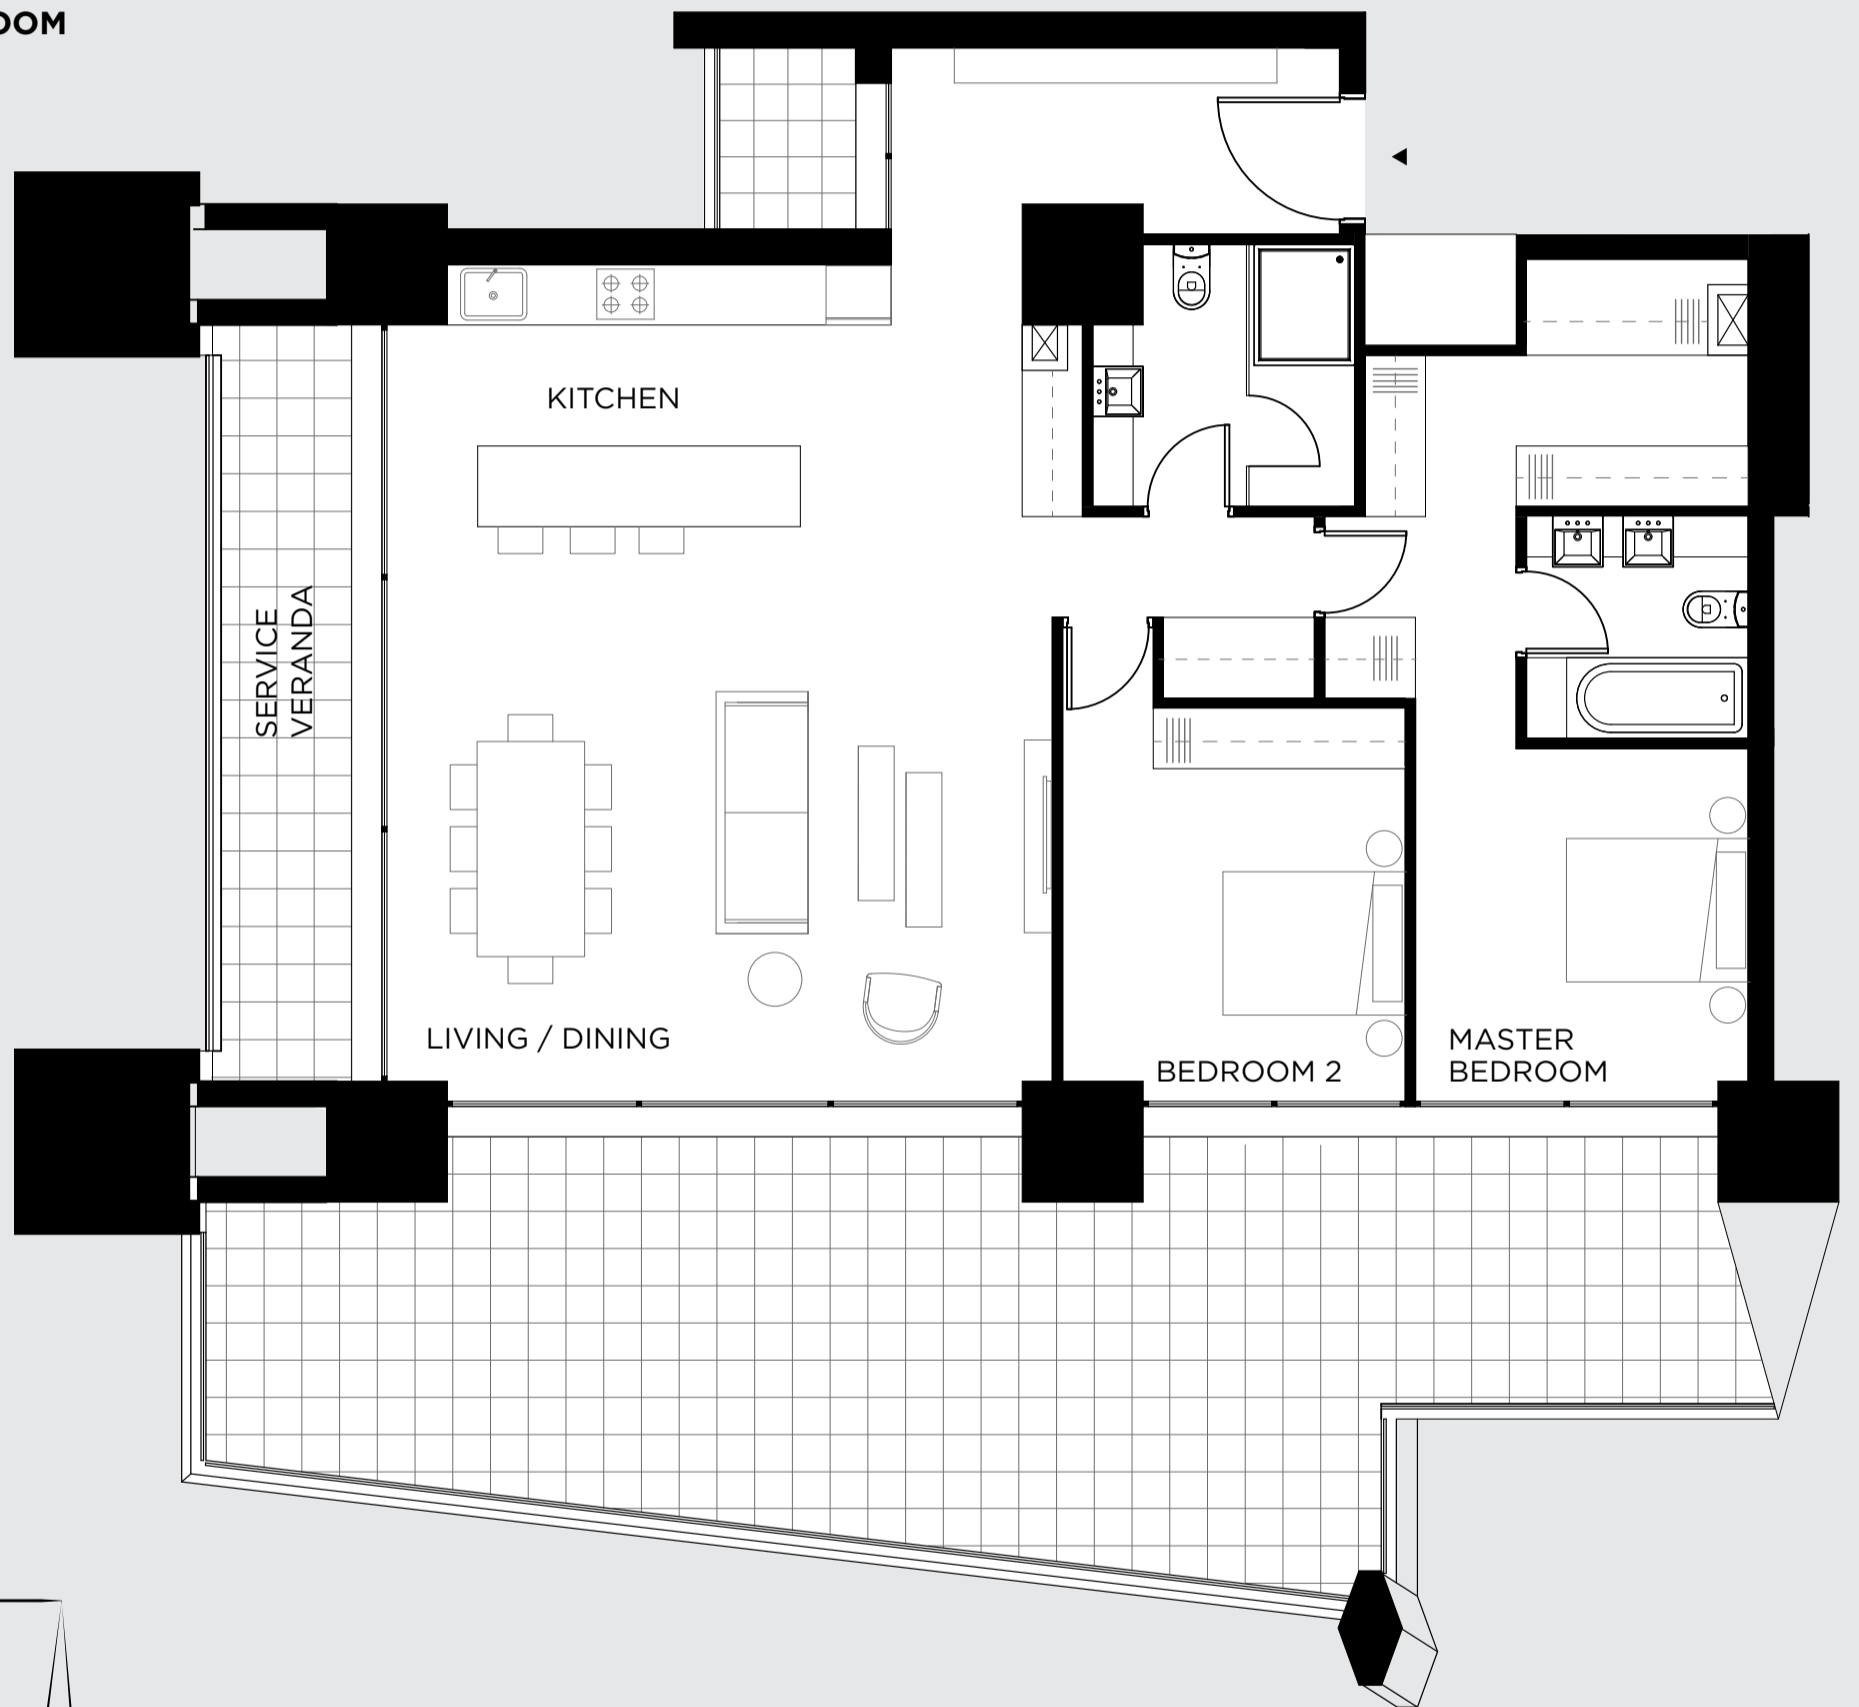 OOM
KITCHEN
SERVICE
VERANDA
LIVING / DINING
BEDROOM 2
MASTER
BEDROOM